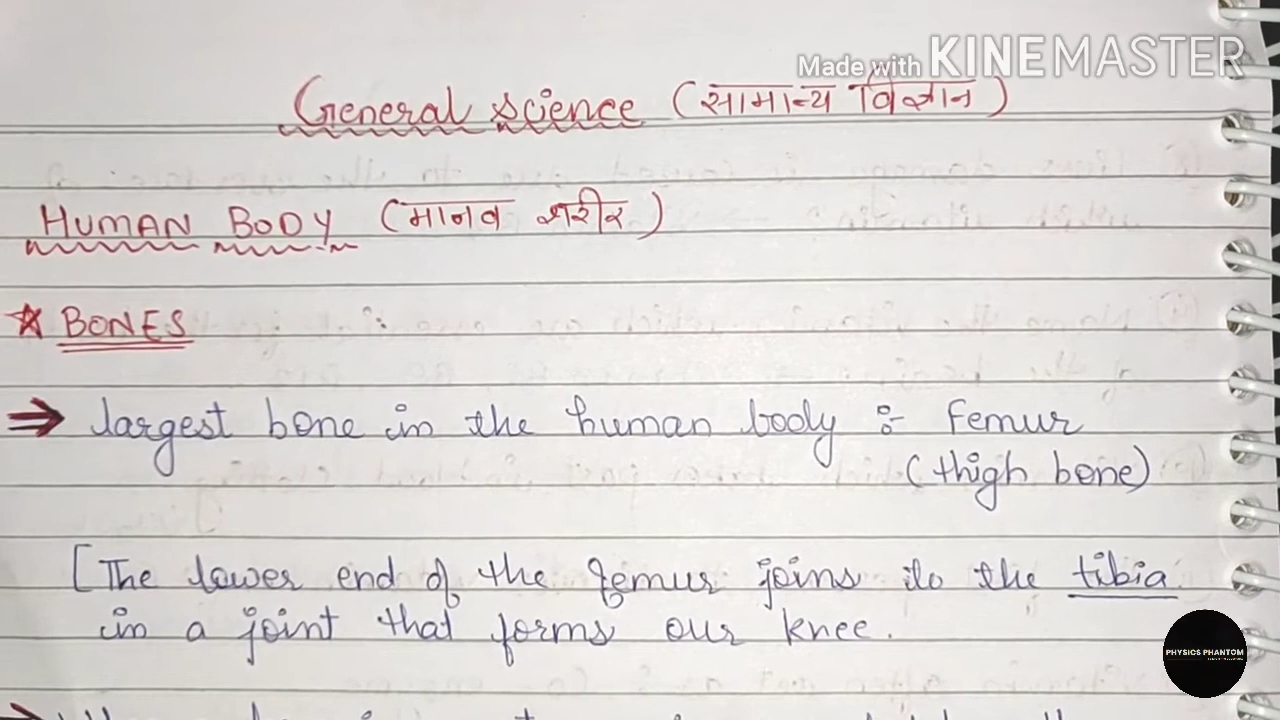 Made with KINEMASTER
General Science (सामान्य विज्ञान)
HUMAN BODY (मानव शरीर)
★ BONES
⇒ largest bone in the human body :- Femur
(thigh bone)
[The lower end of the femur joins to the tibia
in a joint that forms our knee.
PHYSICS PHANTOM